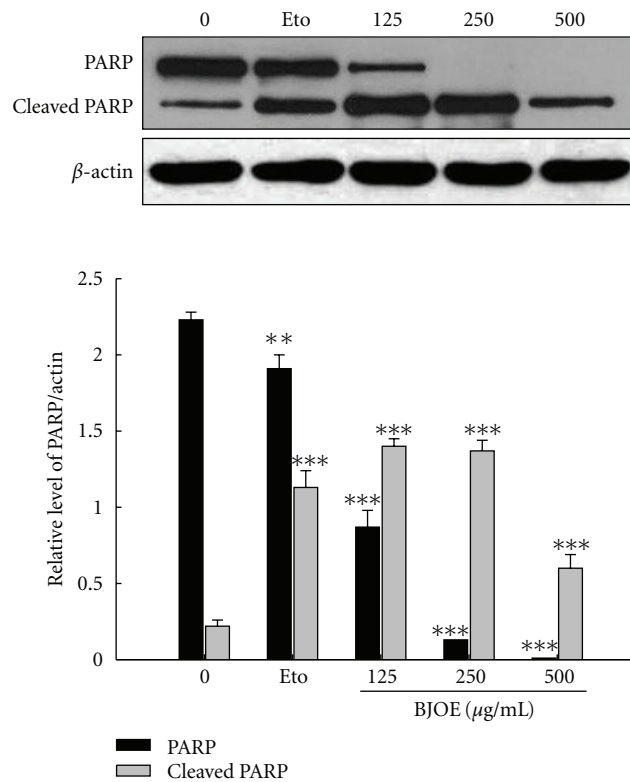 0 Eto 125 250 500
PARP
Cleaved PARP
β-actin
Relative level of PARP/actin
2.5
2
1.5
1
0.5
0
**
***
***
***
***
***
***
***
0 Eto 125 250 500
BJOE (μg/mL)
PARP
Cleaved PARP